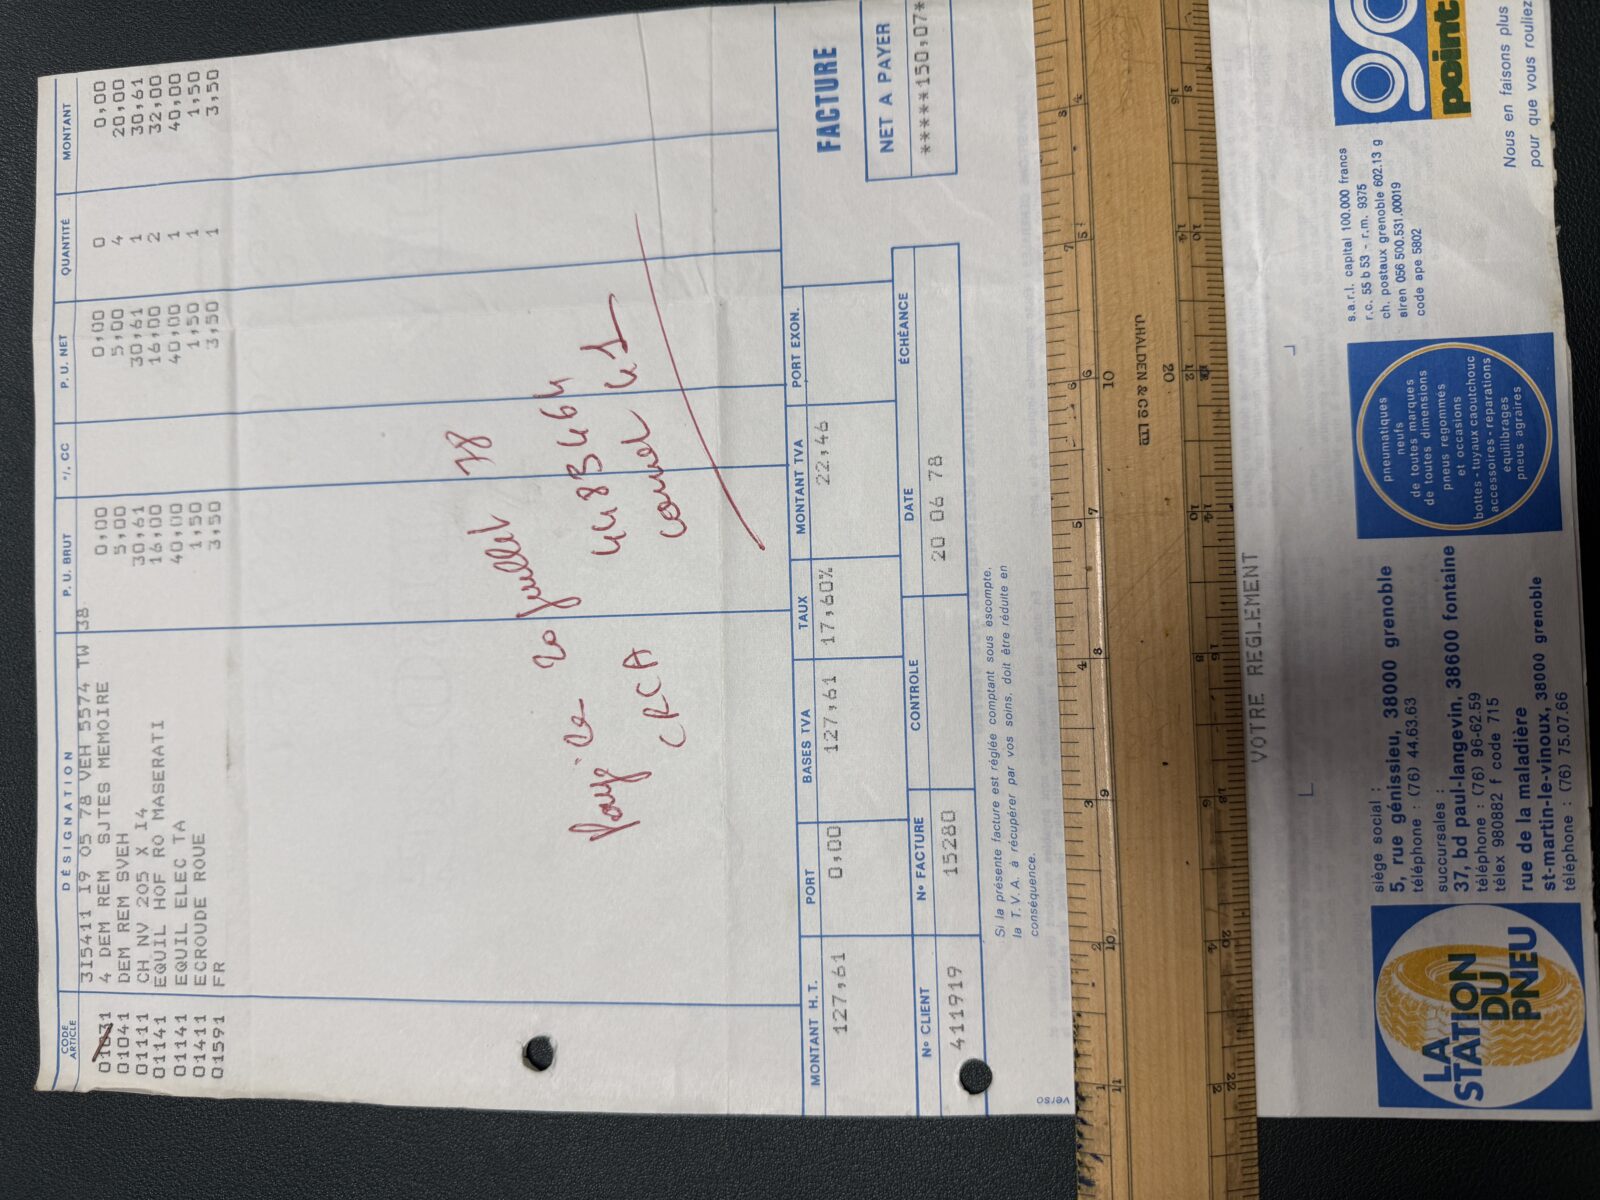 CODE ARTICLE DÉSIGNATION P. U. BRUT °/. CC P. U. NET QUANTITÉ MONTANT
315411 19 05 78 VEH 5574 TW 38
01031 4 DEM REM SJTES MEMOIRE 0,00 0,00 0 0,00
01041 DEM REM SVEH 5,00 5,00 4 20,00
01111 CH NV 205 X 14 30,61 30,61 1 30,61
01141 EQUIL HOF RO MASERATI 16,00 16,00 2 32,00
01141 EQUIL ELEC TA 40,00 40,00 1 40,00
01411 ECROUDE ROUE 1,50 1,50 1 1,50
01591 FR 3,50 3,50 1 3,50
20 Juillet 78
CRCA
MONTANT H.T. PORT BASES TVA TAUX MONTANT TVA PORT EXON.
127,61 0,00 127,61 17,60% 22,46
FACTURE
N° CLIENT N° FACTURE CONTROLE DATE ÉCHÉANCE
411919 15280 20 06 78
NET A PAYER
******150,07*
Si la présente facture est réglée comptant sous escompte,
la T.V.A. à récupérer par vos soins, doit être réduite en
conséquence.
verso
J.HALDEN & CO LTD
VOTRE REGLEMENT
LA STATION DU PNEU
siège social :
5, rue génissieu, 38000 grenoble
téléphone : (76) 44.63.63
succursales :
37, bd paul-langevin, 38600 fontaine
téléphone : (76) 96-62.59
télex 980882 f code 715
rue de la maladière
st-martin-le-vinoux, 38000 grenoble
téléphone : (76) 75.07.66
pneumatiques
neufs
de toutes marques
de toutes dimensions
pneus regommés
et occasions
bottes - tuyaux caoutchouc
accessoires - réparations
equilibrages
pneus agraires
s.a.r.l. capital 100.000 francs
r.c. 55 b 53 - r.m. 9375
ch. postaux grenoble 602.13 g
siren 056 500.531.00019
code ape 5802
point
Nous en faisons plus
pour que vous rouliez